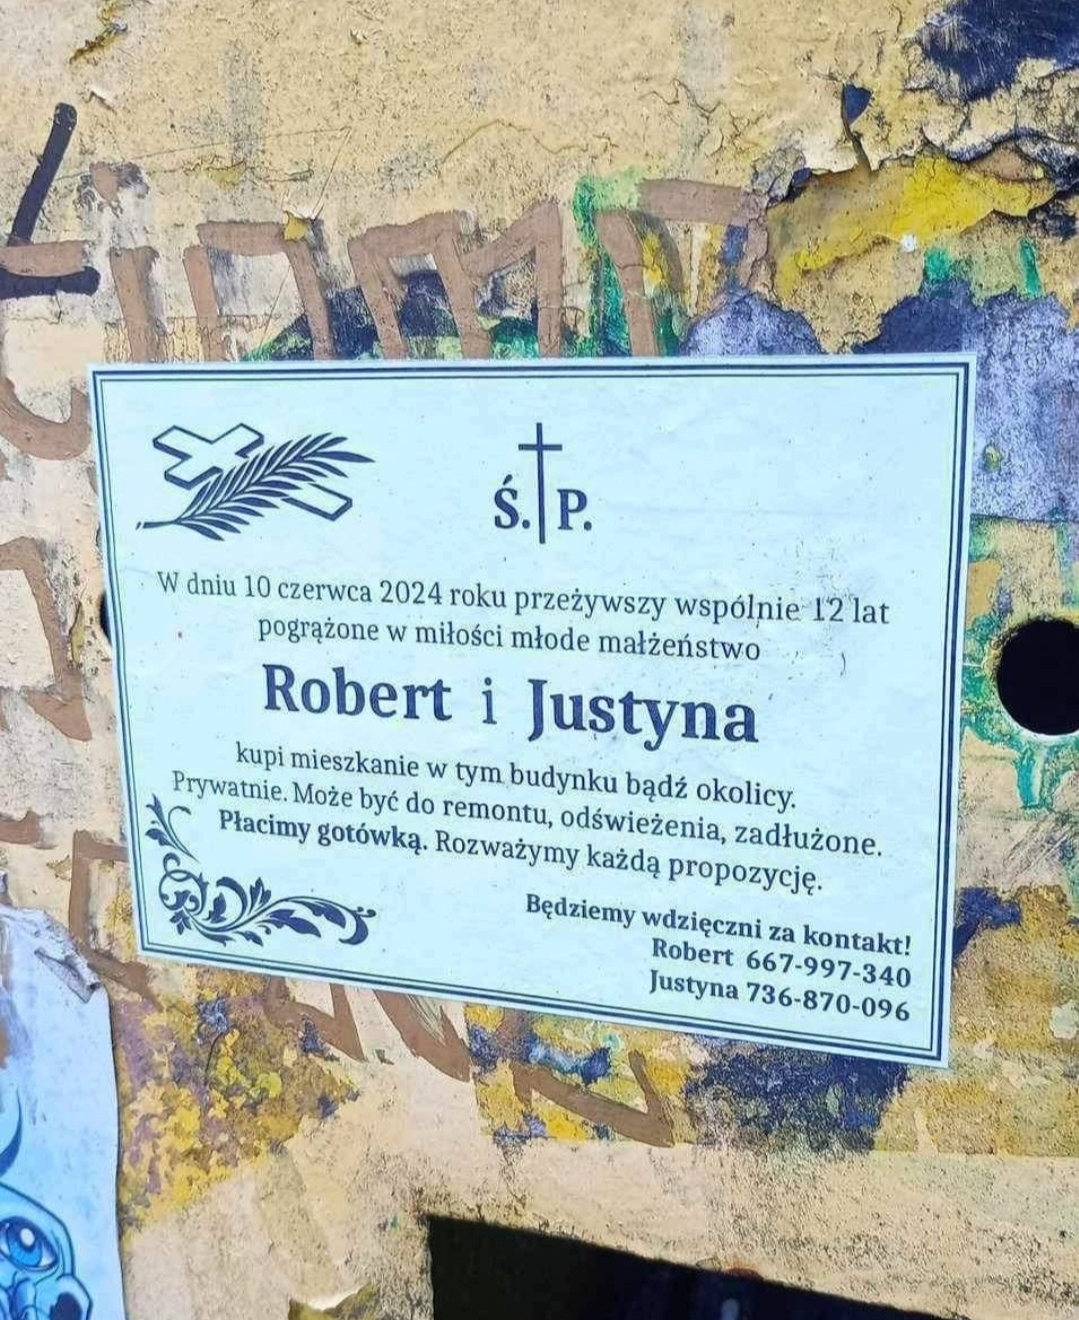 Ś. P.
W dniu 10 czerwca 2024 roku przeżywszy wspólnie 12 lat
pogrążone w miłości młode małżeństwo
Robert i Justyna
kupi mieszkanie w tym budynku bądź okolicy.
Prywatnie. Może być do remontu, odświeżenia, zadłużone.
Płacimy gotówką. Rozważymy każdą propozycję.
Będziemy wdzięczni za kontakt!
Robert 667-997-340
Justyna 736-870-096